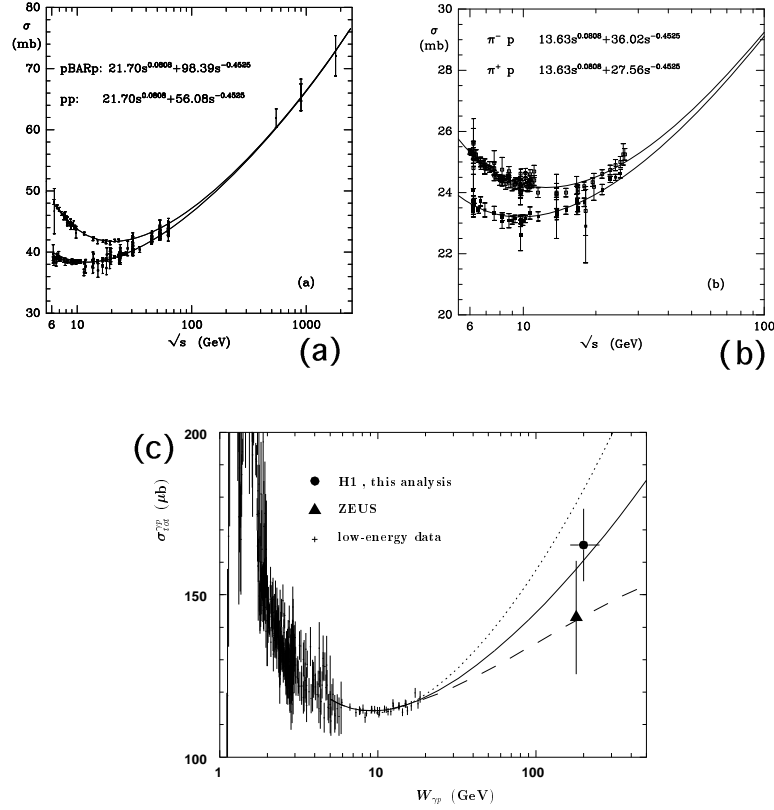 σ
(mb)
80
70
60
50
40
30
pBARp: 21.70s^0.0808+98.39s^-0.4525
pp: 21.70s^0.0808+56.08s^-0.4525
(a)
6 10 100 1000
√s (GeV)
(a)
σ
(mb)
30
28
26
24
22
20
π⁻ p 13.63s^0.0808+36.02s^-0.4525
π⁺ p 13.63s^0.0808+27.56s^-0.4525
(b)
6 10 100
√s (GeV)
(b)
(c)
σ^γp_tot (μb)
200
150
100
H1 , this analysis
ZEUS
low-energy data
1 10 100
W_γp (GeV)